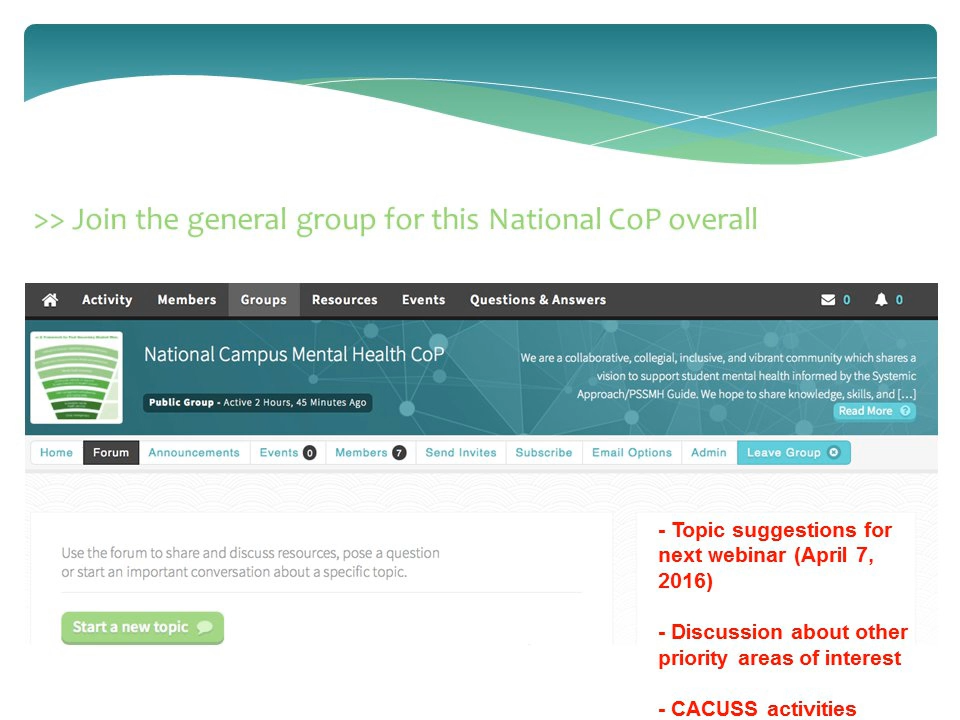 >> Join the general group for this National CoP overall
Activity Members Groups Resources Events Questions & Answers 0 0
National Campus Mental Health CoP
Public Group - Active 2 Hours, 45 Minutes Ago
We are a collaborative, collegial, inclusive, and vibrant community which shares a
vision to support student mental health informed by the Systemic
Approach/PSSMH Guide. We hope to share knowledge, skills, and [...]
Read More
Home Forum Announcements Events 0 Members 7 Send Invites Subscribe Email Options Admin Leave Group
Use the forum to share and discuss resources, pose a question
or start an important conversation about a specific topic.
Start a new topic
- Topic suggestions for
next webinar (April 7,
2016)
- Discussion about other
priority areas of interest
- CACUSS activities